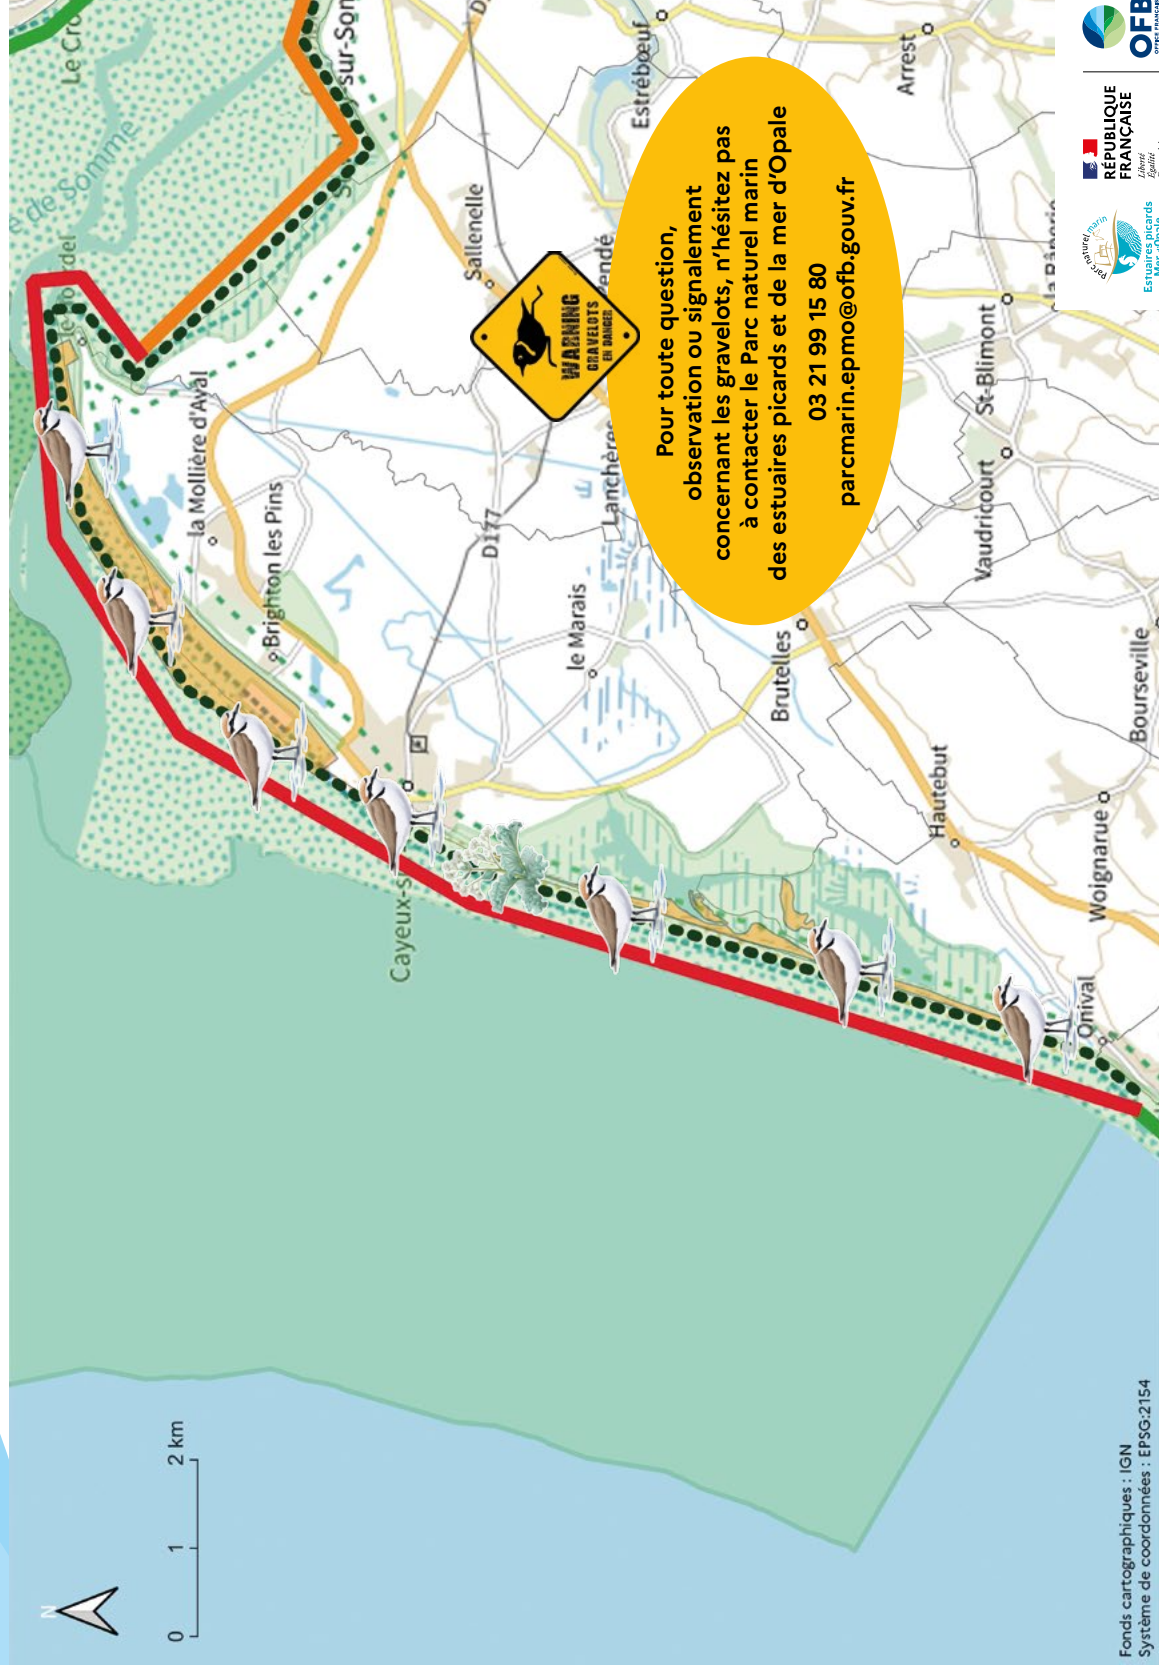 N
0 1 2 km
Fonds cartographiques : IGN
Système de coordonnées : EPSG:2154
Le Cro
de Somme
sur-Som
la Mollière d'Aval
Brighton les Pins
Cayeux-s
Sallenelle
Estrébœuf
Arrest
D177
Lanchères
endé
le Marais
Brutelles
Hautebut
Vaudricourt
St-Blimont
Woignarue
Bourseville
Onival
WARNING
GRAVELOTS
EN DANGER
Pour toute question,
observation ou signalement
concernant les gravelots, n'hésitez pas
à contacter le Parc naturel marin
des estuaires picards et de la mer d'Opale
03 21 99 15 80
parcmarin.epmo@ofb.gouv.fr
Parc naturel marin
Estuaires picards
RÉPUBLIQUE
FRANÇAISE
Liberté
Égalité
OFB